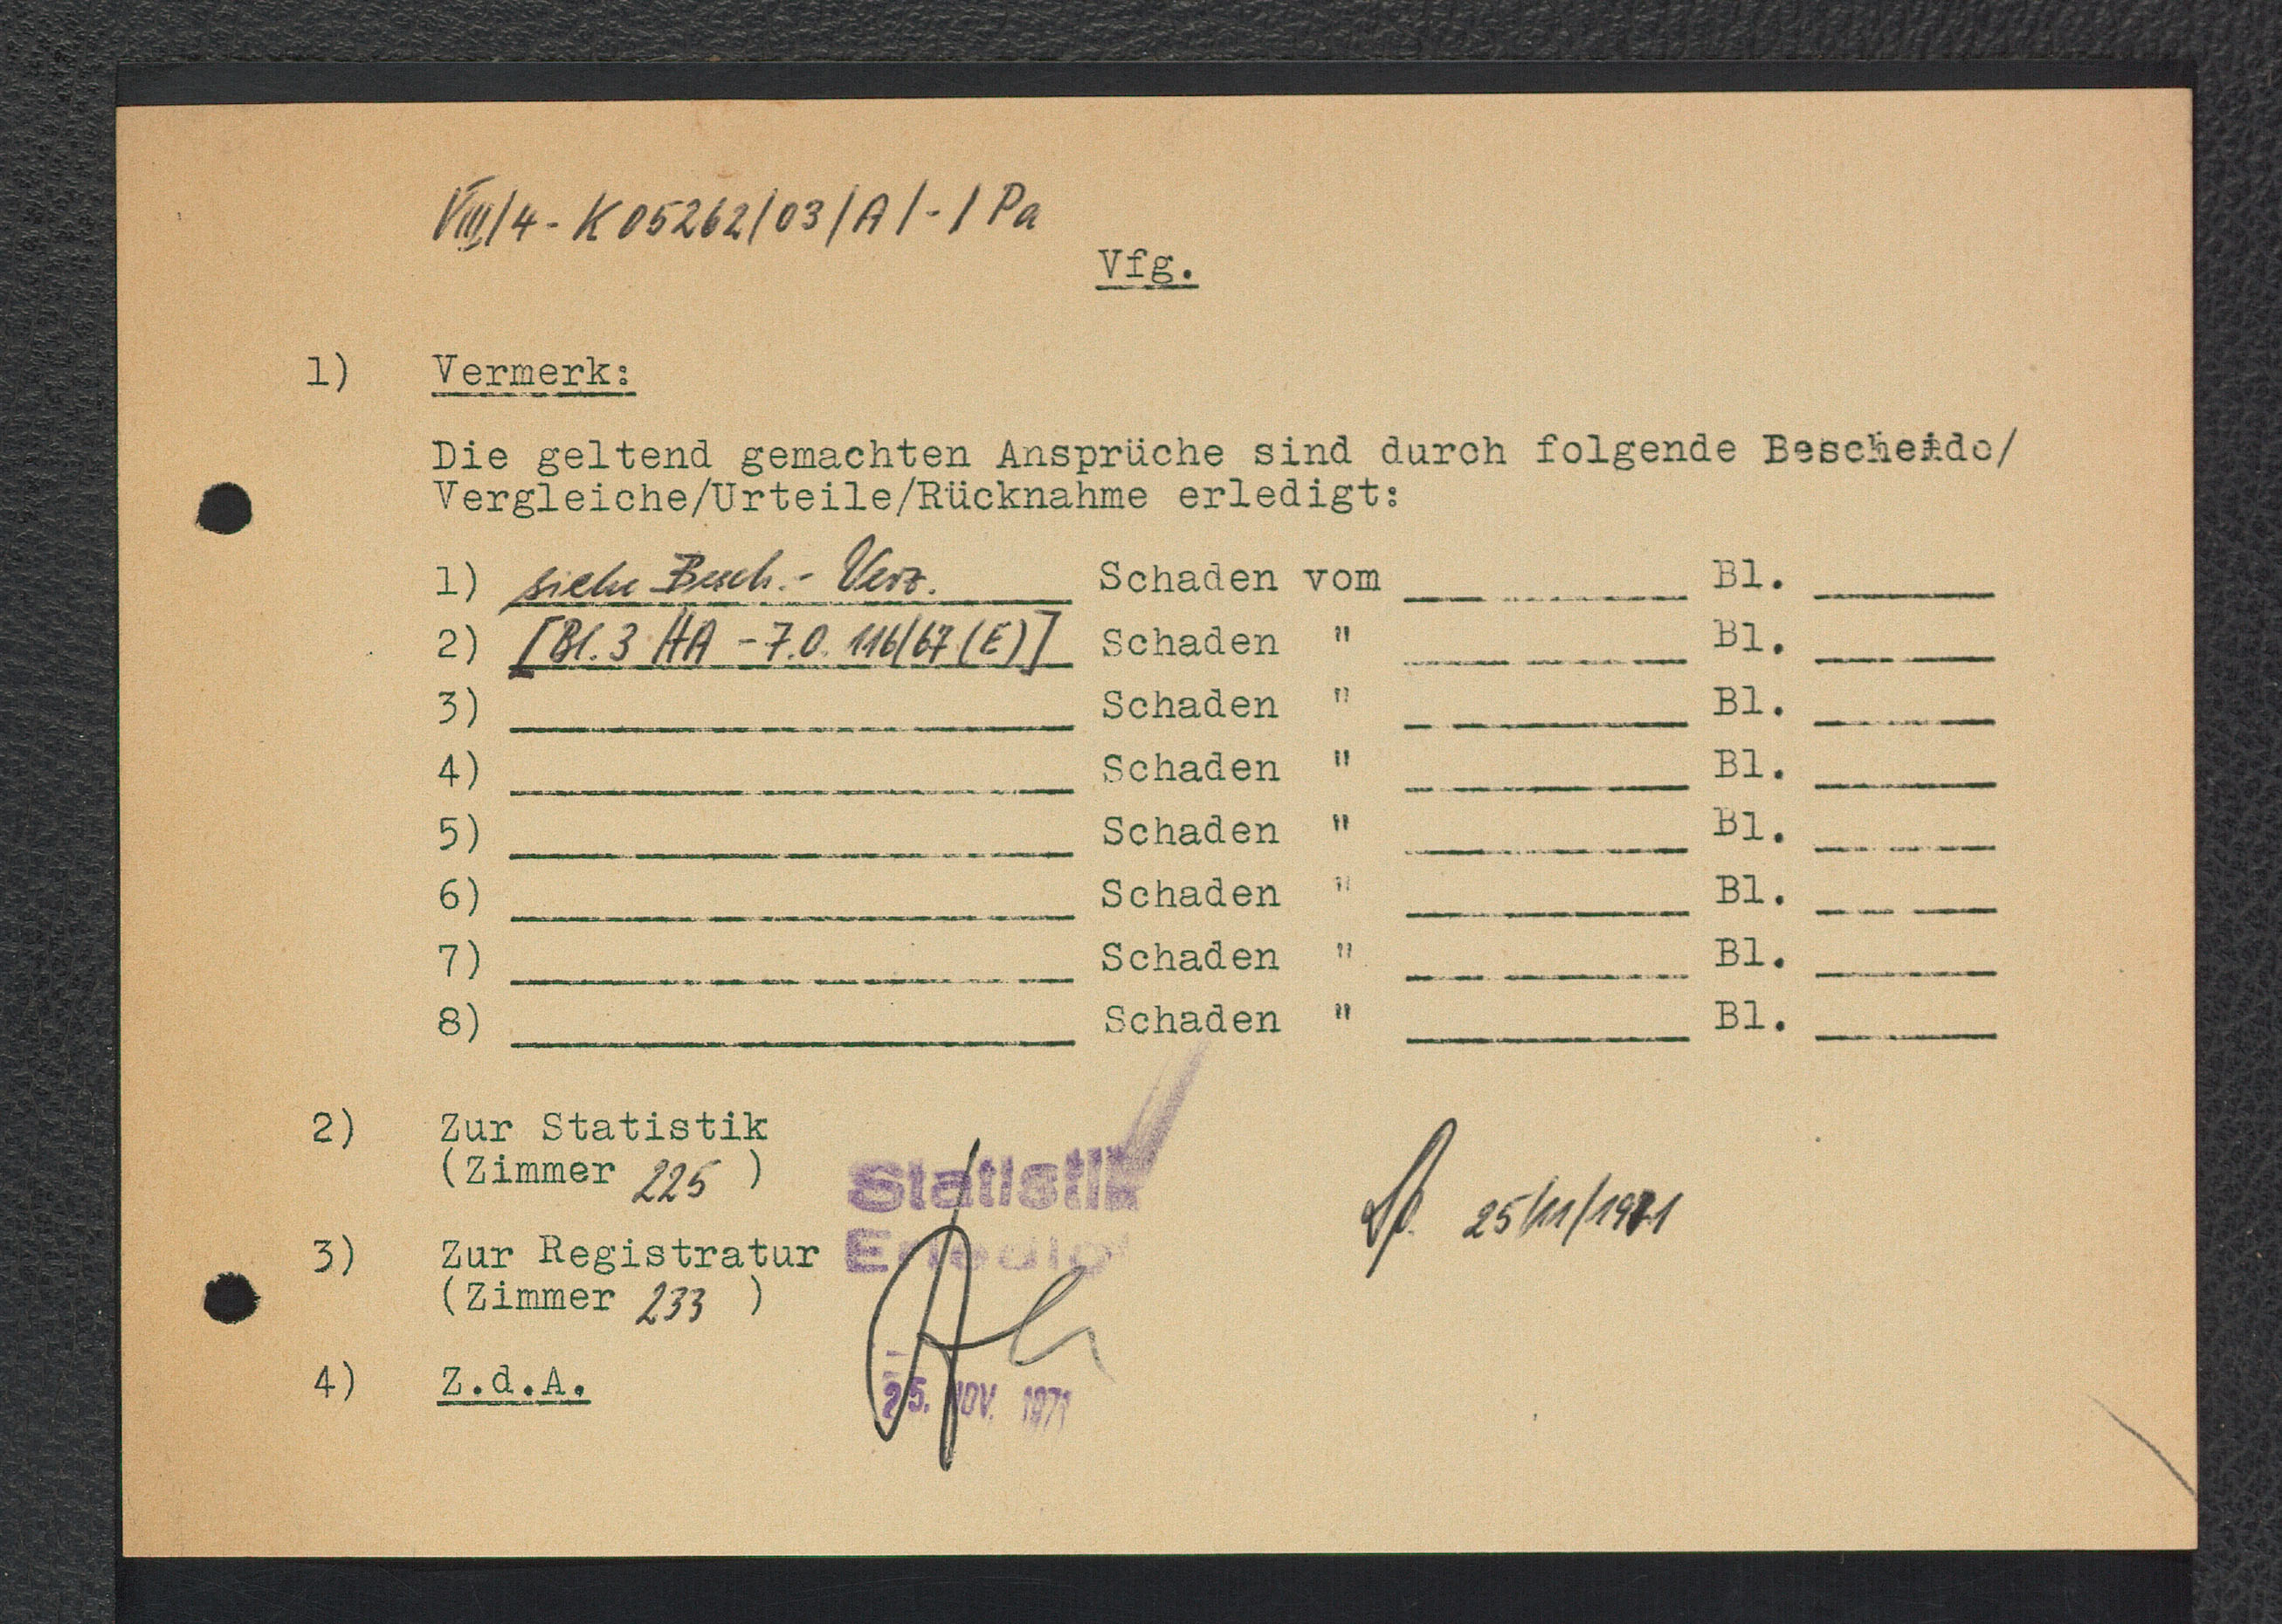 VIII/4 - K 05262/03/A/-/Pa
Vfg.
1) Vermerk:
Die geltend gemachten Ansprüche sind durch folgende Bescheide/
Vergleiche/Urteile/Rücknahme erledigt:
1) siehe Besch.- Verz. Schaden vom Bl.
2) [Bl. 3 HA - 7.O. 116/67 (E)] Schaden " Bl.
3) Schaden " Bl.
4) Schaden " Bl.
5) Schaden " Bl.
6) Schaden " Bl.
7) Schaden " Bl.
8) Schaden " Bl.
2) Zur Statistik
(Zimmer 225 )
Statistik
25/11/1971
3) Zur Registratur
Erledigt
(Zimmer 233 )
4) Z.d.A.
25. NOV. 1971